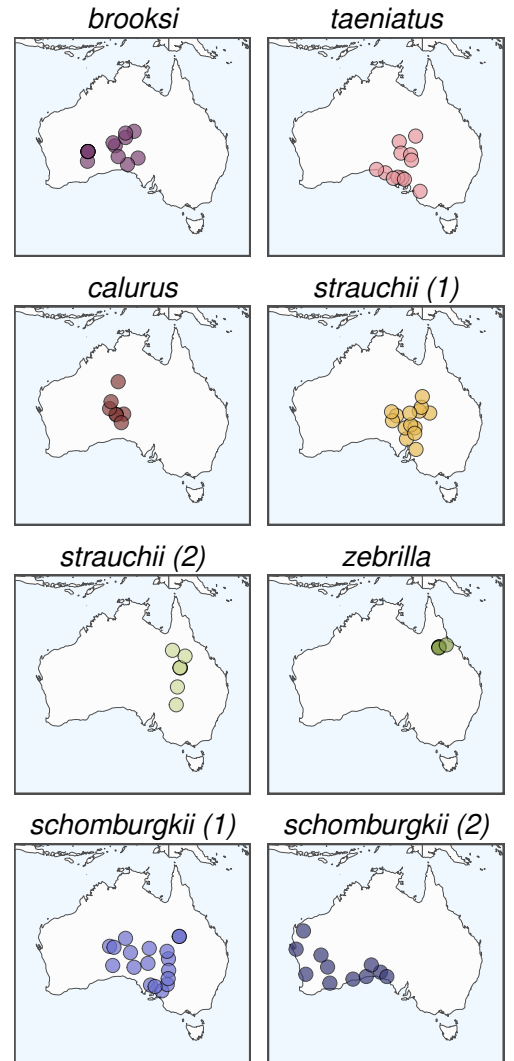 brooksi taeniatus
calurus strauchii (1)
strauchii (2) zebrilla
schomburgkii (1) schomburgkii (2)